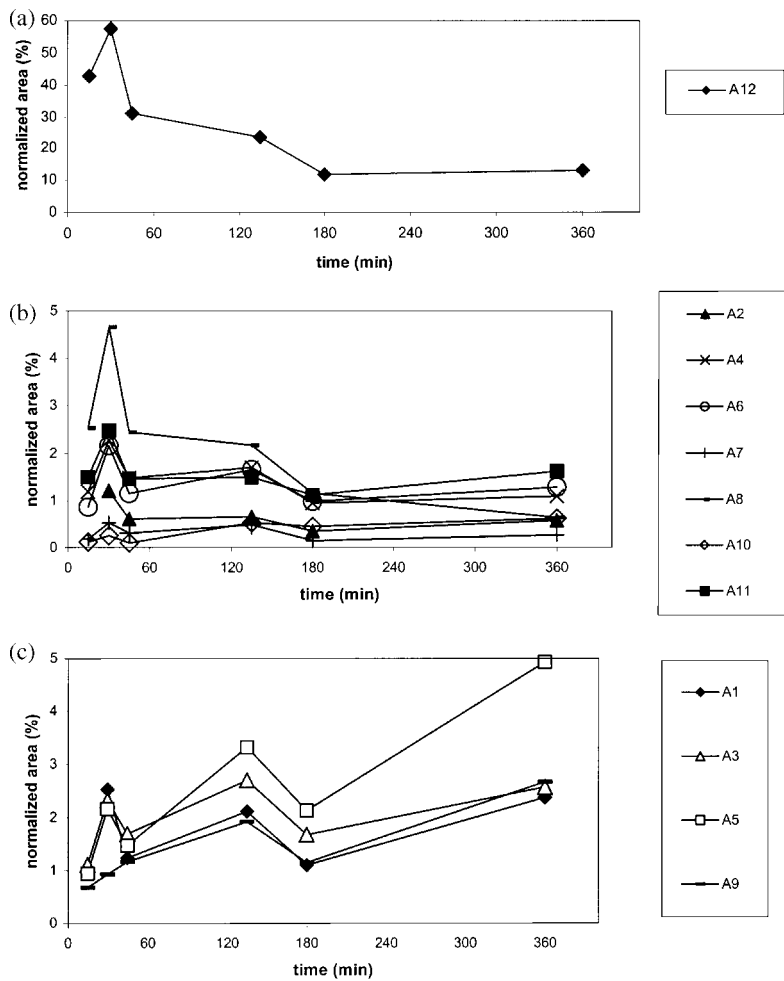 (a)
normalized area (%)
60
50
40
30
20
10
0
0 60 120 180 240 300 360
time (min)
A12
(b)
normalized area (%)
5
4
3
2
1
0
0 60 120 180 240 300 360
time (min)
A2
A4
A6
A7
A8
A10
A11
(c)
normalized area (%)
5
4
3
2
1
0
0 60 120 180 240 300 360
time (min)
A1
A3
A5
A9